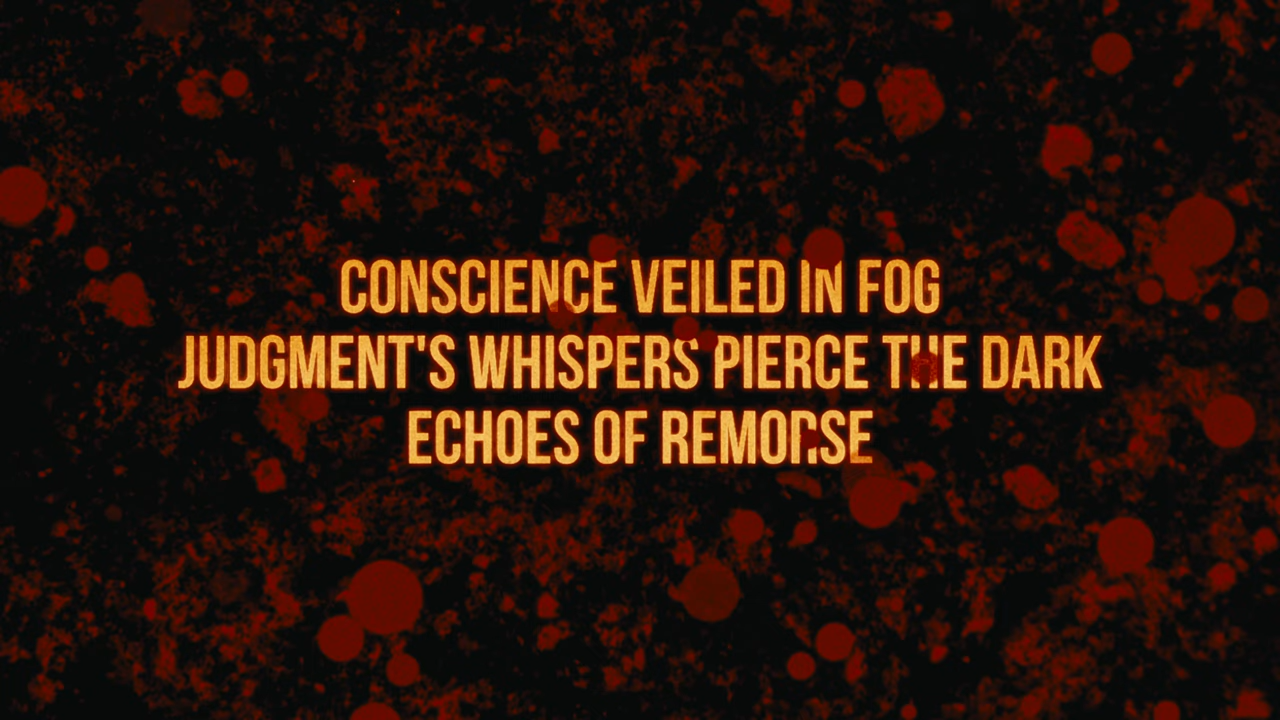 CONSCIENCE VEILED IN FOG
JUDGMENT'S WHISPERS PIERCE THE DARK
ECHOES OF REMORSE